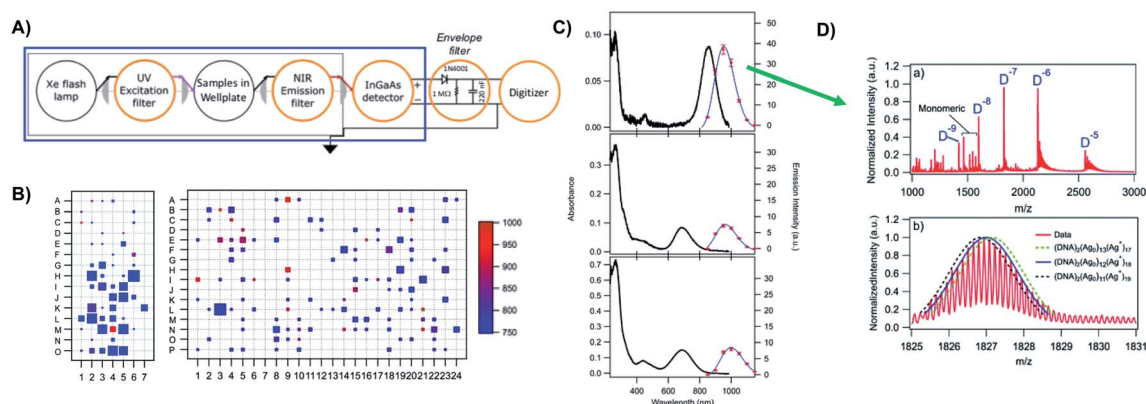 A)
Envelope
filter
Xe flash
lamp
UV
Excitation
filter
Samples in
Wellplate
NIR
Emission
filter
InGaAs
detector
+
−
1N4001
1 MΩ
220 nF
Digitizer
B)
A
B
C
D
E
F
G
H
I
J
K
L
M
N
O
1 2 3 4 5 6 7
A
B
C
D
E
F
G
H
I
J
K
L
M
N
O
P
1 2 3 4 5 6 7 8 9 10 11 12 13 14 15 16 17 18 19 20 21 22 23 24
1000
950
900
850
800
750
C)
Absorbance
Emission Intensity (a.u.)
0.10
0.05
0.00
50
40
30
20
10
0
0.3
0.2
0.1
0.0
30
20
10
0
0.7
0.6
0.4
0.2
0.0
30
20
10
0
400 600 800 1000
Wavelength (nm)
D)
a)
Normalized Intensity (a.u.)
1.2
1.0
0.8
0.6
0.4
0.2
0.0
D⁻⁹
Monomeric
D⁻⁸
D⁻⁷
D⁻⁶
D⁻⁵
1000 1500 2000 2500 3000
m/z
b)
NormalizedIntensity (a.u.)
1.2
1.0
0.8
0.6
0.4
0.2
0.0
Data
(DNA)₂(Ag₀)₁₃(Ag⁺)₁₇
(DNA)₂(Ag₀)₁₂(Ag⁺)₁₈
(DNA)₂(Ag₀)₁₁(Ag⁺)₁₉
1825 1826 1827 1828 1829 1830 1831
m/z